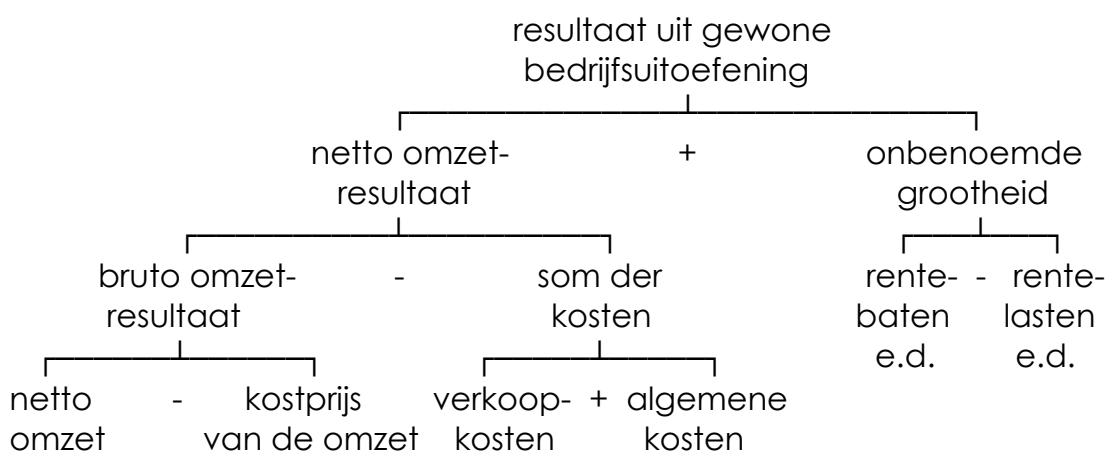 resultaat uit gewone
bedrijfsuitoefening
netto omzet- + onbenoemde
resultaat grootheid
bruto omzet- - som der rente- - rente-
resultaat kosten baten lasten
e.d. e.d.
netto - kostprijs verkoop- + algemene
omzet van de omzet kosten kosten